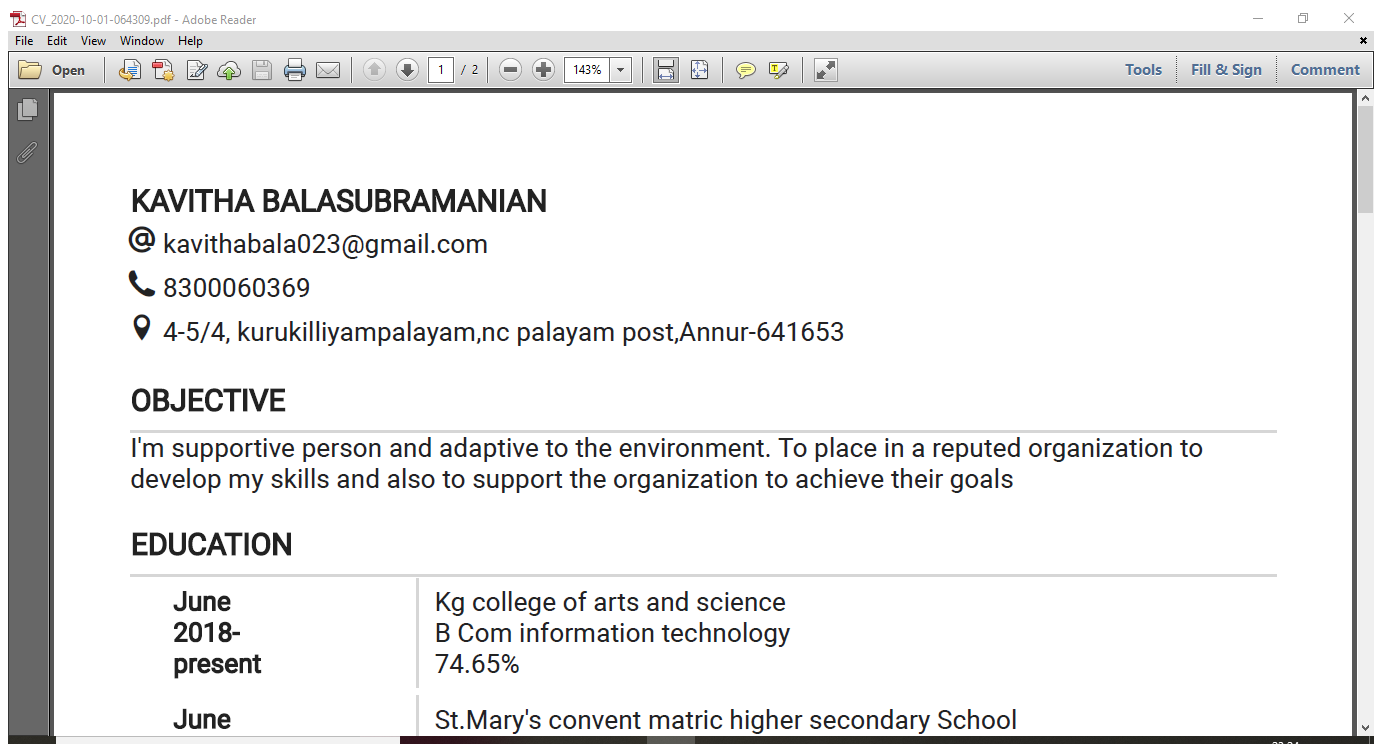 CV_2020-10-01-064309.pdf - Adobe Reader
File Edit View Window Help
Open 1 / 2 143% Tools Fill & Sign Comment
KAVITHA BALASUBRAMANIAN
@ kavithabala023@gmail.com
8300060369
4-5/4, kurukilliyampalayam,nc palayam post,Annur-641653
OBJECTIVE
I'm supportive person and adaptive to the environment. To place in a reputed organization to
develop my skills and also to support the organization to achieve their goals
EDUCATION
June Kg college of arts and science
2018- B Com information technology
present 74.65%
June St.Mary's convent matric higher secondary School